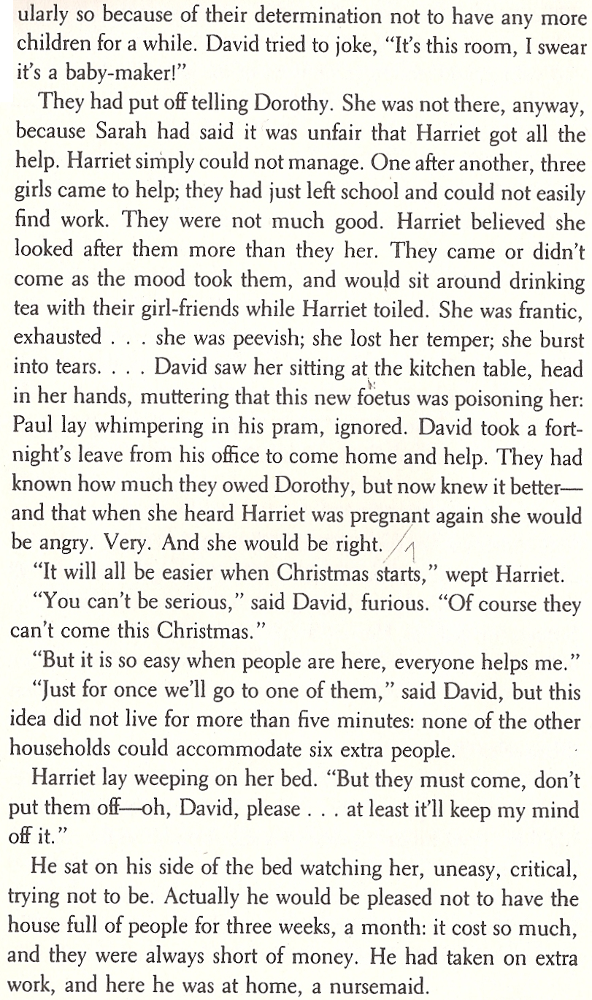 ularly so because of their determination not to have any more
children for a while. David tried to joke, “It’s this room, I swear
it’s a baby-maker!”
They had put off telling Dorothy. She was not there, anyway,
because Sarah had said it was unfair that Harriet got all the
help. Harriet simply could not manage. One after another, three
girls came to help; they had just left school and could not easily
find work. They were not much good. Harriet believed she
looked after them more than they her. They came or didn’t
come as the mood took them, and would sit around drinking
tea with their girl-friends while Harriet toiled. She was frantic,
exhausted . . . she was peevish; she lost her temper; she burst
into tears. . . . David saw her sitting at the kitchen table, head
in her hands, muttering that this new foetus was poisoning her:
Paul lay whimpering in his pram, ignored. David took a fort-
night’s leave from his office to come home and help. They had
known how much they owed Dorothy, but now knew it better—
and that when she heard Harriet was pregnant again she would
be angry. Very. And she would be right.
“It will all be easier when Christmas starts,” wept Harriet.
“You can’t be serious,” said David, furious. “Of course they
can’t come this Christmas.”
“But it is so easy when people are here, everyone helps me.”
“Just for once we’ll go to one of them,” said David, but this
idea did not live for more than five minutes: none of the other
households could accommodate six extra people.
Harriet lay weeping on her bed. “But they must come, don’t
put them off—oh, David, please . . . at least it’ll keep my mind
off it.”
He sat on his side of the bed watching her, uneasy, critical,
trying not to be. Actually he would be pleased not to have the
house full of people for three weeks, a month: it cost so much,
and they were always short of money. He had taken on extra
work, and here he was at home, a nursemaid.